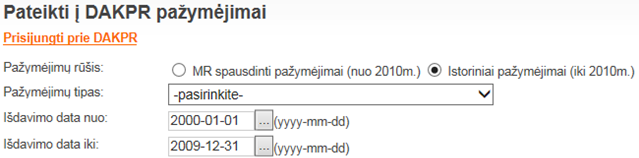 Pateikti į DAKPR pažymėjimai
Prisijungti prie DAKPR
Pažymėjimų rūšis: MR spausdinti pažymėjimai (nuo 2010m.) Istoriniai pažymėjimai (iki 2010m.)
Pažymėjimų tipas: -pasirinkite-
Išdavimo data nuo: 2000-01-01 ... (yyyy-mm-dd)
Išdavimo data iki: 2009-12-31 ... (yyyy-mm-dd)